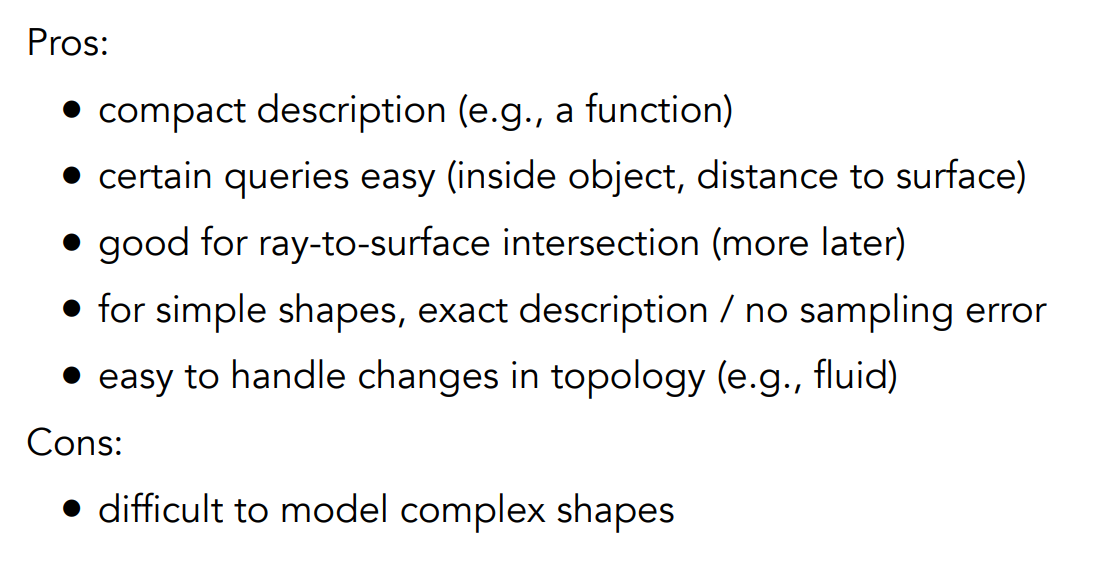 Pros:
● compact description (e.g., a function)
● certain queries easy (inside object, distance to surface)
● good for ray-to-surface intersection (more later)
● for simple shapes, exact description / no sampling error
● easy to handle changes in topology (e.g., fluid)
Cons:
● difficult to model complex shapes